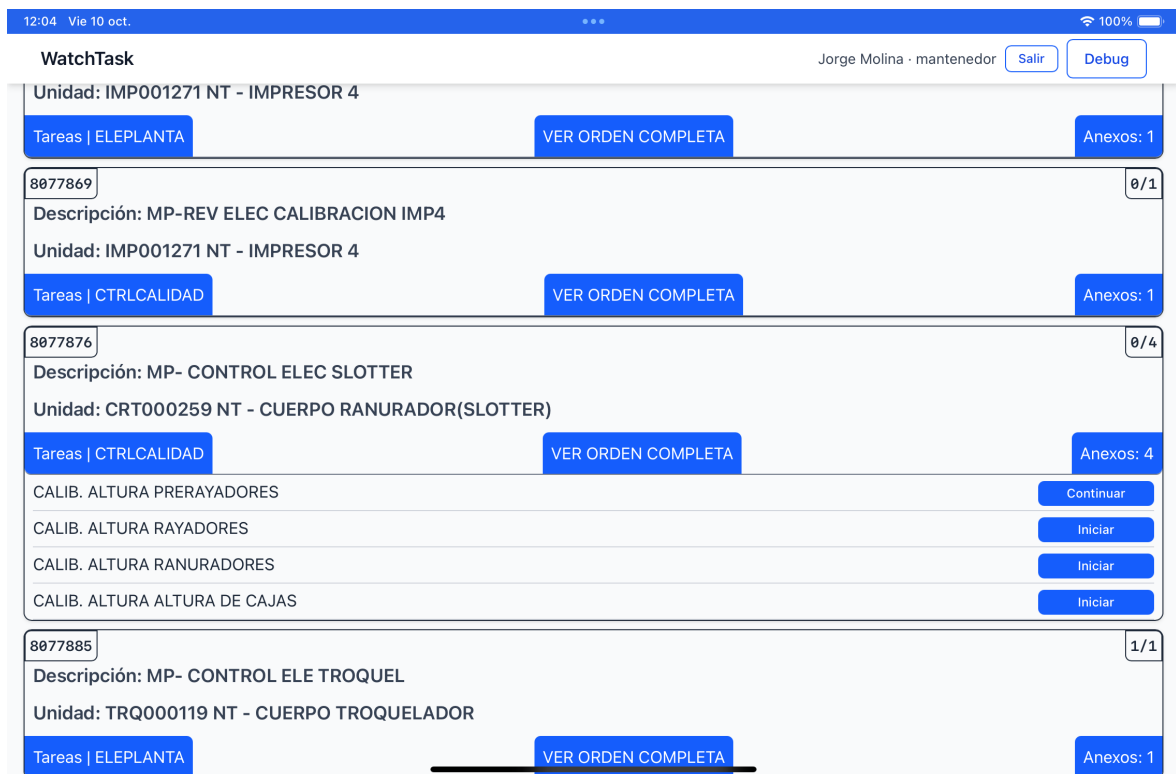 12:04 Vie 10 oct. 100%
WatchTask Jorge Molina · mantenedor Salir Debug
Unidad: IMP001271 NT - IMPRESOR 4
Tareas | ELEPLANTA VER ORDEN COMPLETA Anexos: 1
8077869 0/1
Descripción: MP-REV ELEC CALIBRACION IMP4
Unidad: IMP001271 NT - IMPRESOR 4
Tareas | CTRLCALIDAD VER ORDEN COMPLETA Anexos: 1
8077876 0/4
Descripción: MP- CONTROL ELEC SLOTTER
Unidad: CRT000259 NT - CUERPO RANURADOR(SLOTTER)
Tareas | CTRLCALIDAD VER ORDEN COMPLETA Anexos: 4
CALIB. ALTURA PRERAYADORES Continuar
CALIB. ALTURA RAYADORES Iniciar
CALIB. ALTURA RANURADORES Iniciar
CALIB. ALTURA ALTURA DE CAJAS Iniciar
8077885 1/1
Descripción: MP- CONTROL ELE TROQUEL
Unidad: TRQ000119 NT - CUERPO TROQUELADOR
Tareas | ELEPLANTA VER ORDEN COMPLETA Anexos: 1